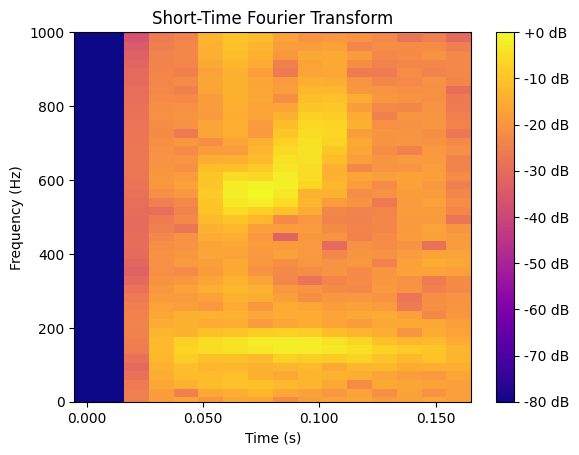 Short-Time Fourier Transform
1000
800
600
400
200
0
Frequency (Hz)
0.000
0.050
0.100
0.150
Time (s)
+0 dB
-10 dB
-20 dB
-30 dB
-40 dB
-50 dB
-60 dB
-70 dB
-80 dB